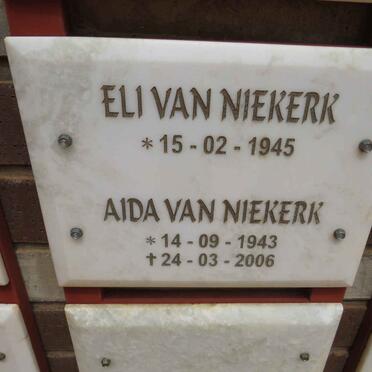 ELI VAN NIEKERK
* 15 - 02 - 1945
AIDA VAN NIEKERK
* 14 - 09 - 1943
† 24 - 03 - 2006